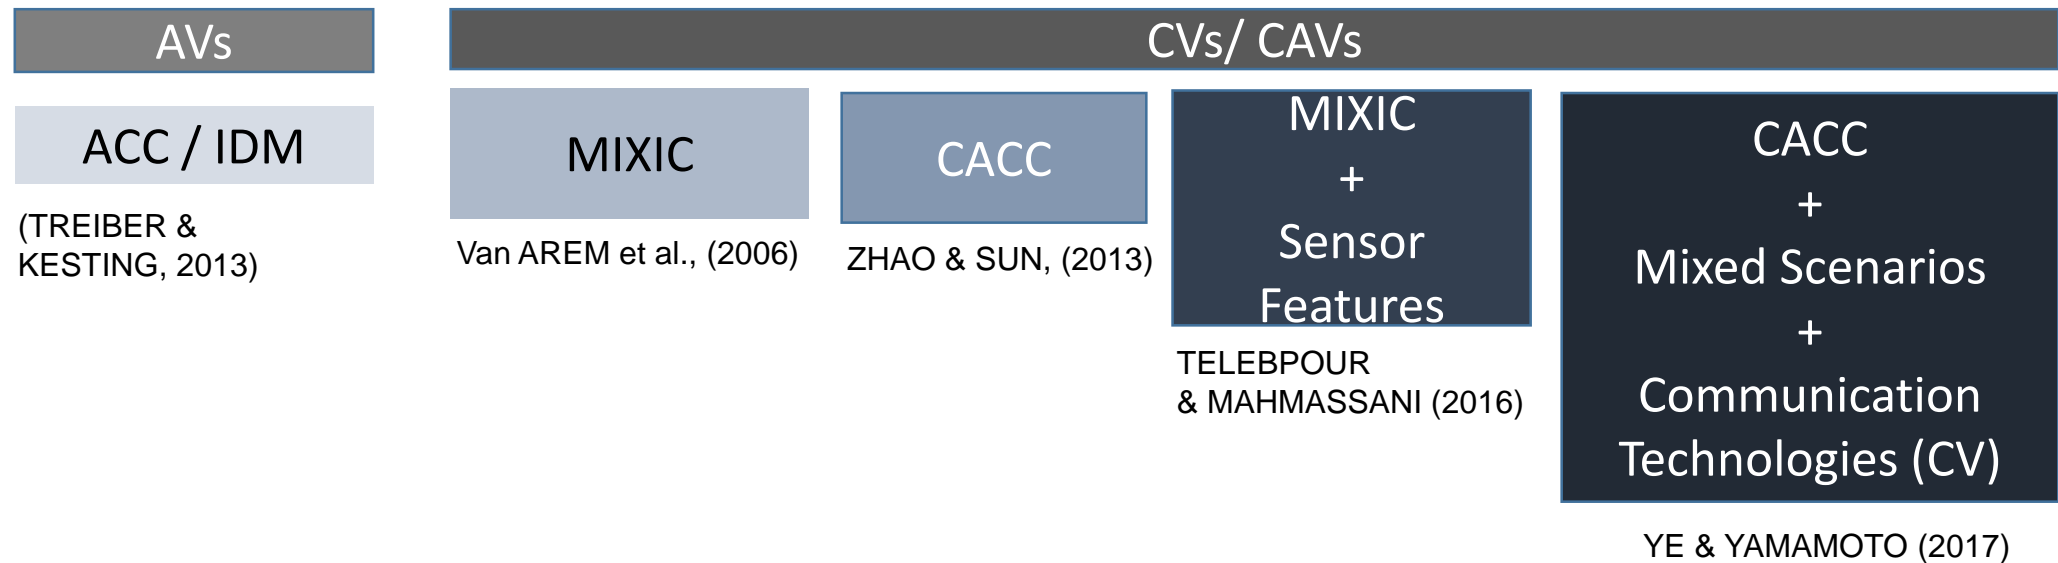 AVs
CVs/ CAVs
ACC / IDM
(TREIBER &
KESTING, 2013)
MIXIC
Van AREM et al., (2006)
CACC
ZHAO & SUN, (2013)
MIXIC
+
Sensor
Features
TELEBPOUR
& MAHMASSANI (2016)
CACC
+
Mixed Scenarios
+
Communication
Technologies (CV)
YE & YAMAMOTO (2017)